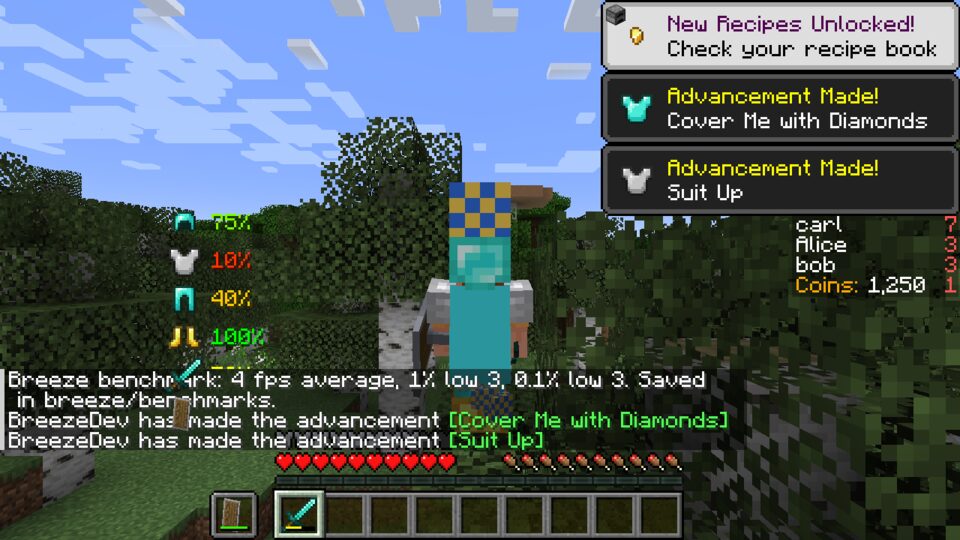 New Recipes Unlocked!
Check your recipe book
Advancement Made!
Cover Me with Diamonds
Advancement Made!
Suit Up
carl 7
Alice 3
bob 3
Coins: 1,250 1
75%
10%
40%
100%
Breeze benchmark: 4 fps average, 1% low 3, 0.1% low 3. Saved
in breeze/benchmarks.
BreezeDev has made the advancement [Cover Me with Diamonds]
BreezeDev has made the advancement [Suit Up]